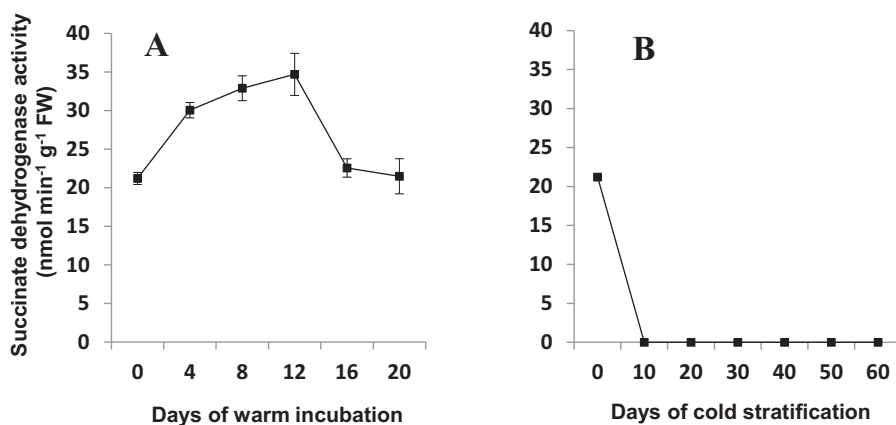 Succinate dehydrogenase activity
(nmol min⁻¹ g⁻¹ FW)
A
40
35
30
25
20
15
10
5
0
0 4 8 12 16 20
Days of warm incubation
B
40
35
30
25
20
15
10
5
0
0 10 20 30 40 50 60
Days of cold stratification